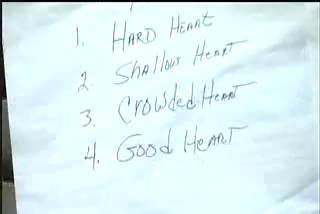 1. HARD HEART
2. Shallow Heart
3. Crowded Heart
4. Good Heart